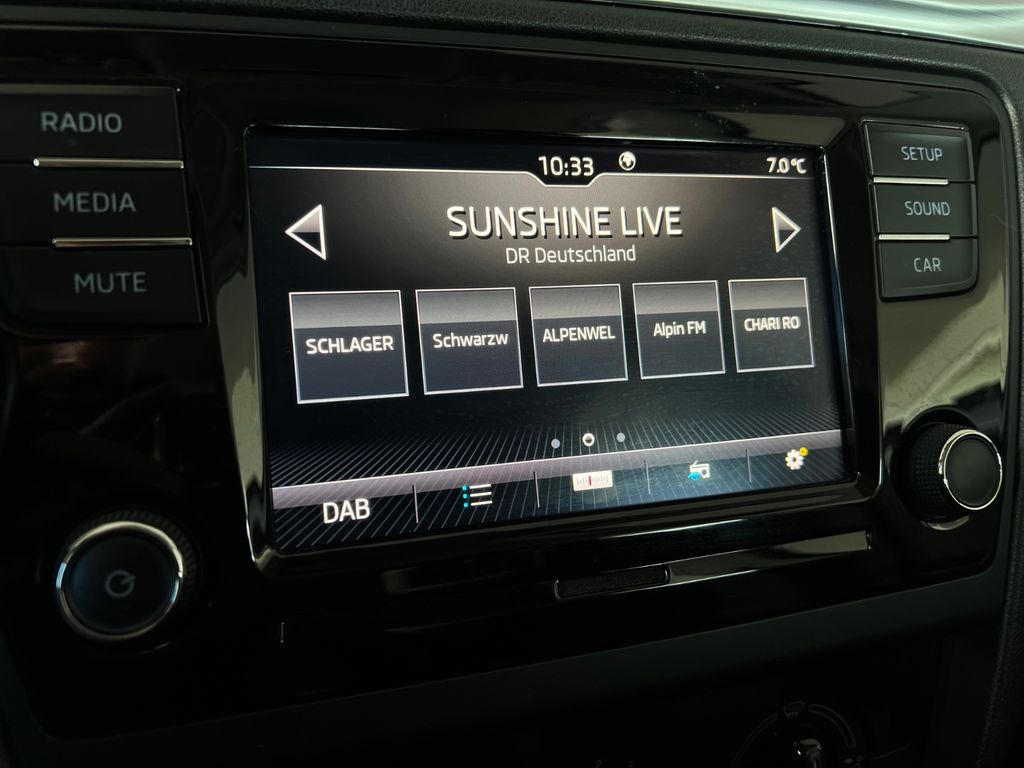 RADIO
MEDIA
MUTE
10:33
7.0°C
SUNSHINE LIVE
DR Deutschland
SCHLAGER
Schwarzw
ALPENWEL
Alpin FM
CHARI RO
DAB
SETUP
SOUND
CAR